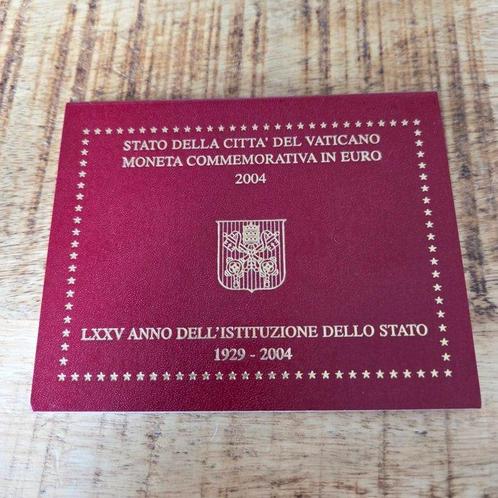 STATO DELLA CITTA' DEL VATICANO
MONETA COMMEMORATIVA IN EURO
2004
LXXV ANNO DELL'ISTITUZIONE DELLO STATO
1929 - 2004